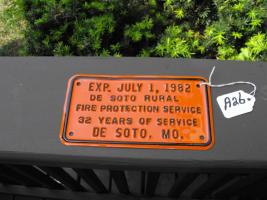 EXP. JULY 1, 1982
DE SOTO RURAL
FIRE PROTECTION SERVICE
32 YEARS OF SERVICE
DE SOTO, MO.
A26.